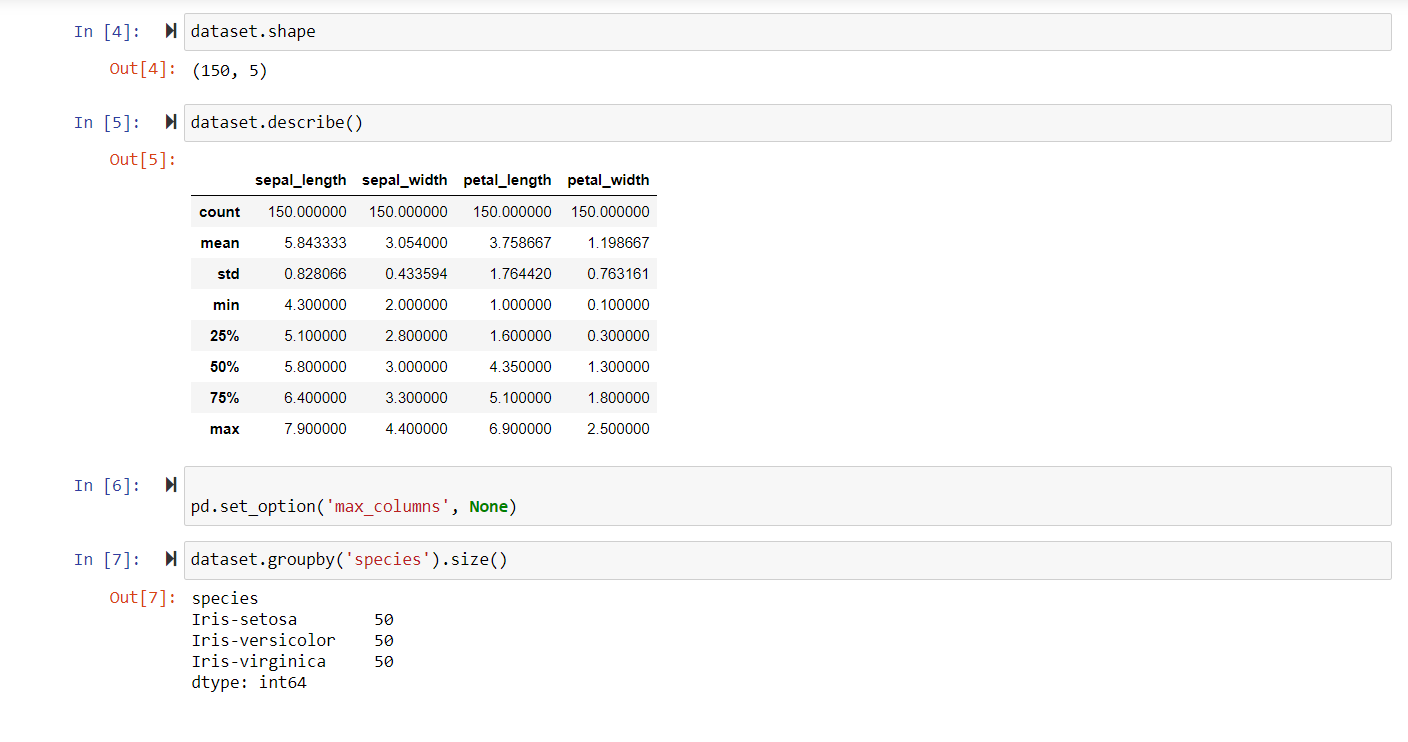 In [4]: dataset.shape
Out[4]: (150, 5)
In [5]: dataset.describe()
Out[5]:
sepal_length sepal_width petal_length petal_width
count 150.000000 150.000000 150.000000 150.000000
mean 5.843333 3.054000 3.758667 1.198667
std 0.828066 0.433594 1.764420 0.763161
min 4.300000 2.000000 1.000000 0.100000
25% 5.100000 2.800000 1.600000 0.300000
50% 5.800000 3.000000 4.350000 1.300000
75% 6.400000 3.300000 5.100000 1.800000
max 7.900000 4.400000 6.900000 2.500000
In [6]:
pd.set_option('max_columns', None)
In [7]: dataset.groupby('species').size()
Out[7]: species
Iris-setosa 50
Iris-versicolor 50
Iris-virginica 50
dtype: int64